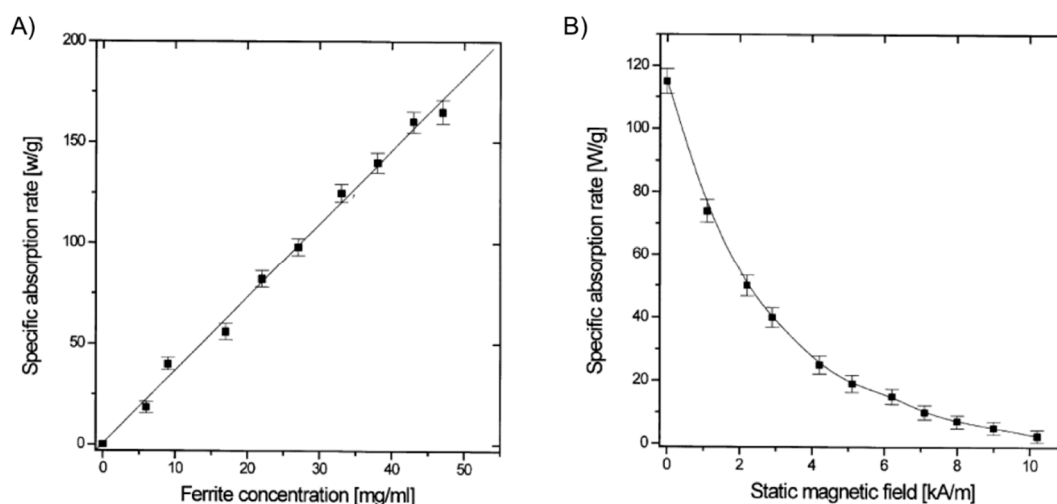 A)
200
150
100
50
0
Specific absorption rate [w/g]
0 10 20 30 40 50
Ferrite concentration [mg/ml]
B)
120
100
80
60
40
20
0
Specific absorption rate [W/g]
0 2 4 6 8 10
Static magnetic field [kA/m]